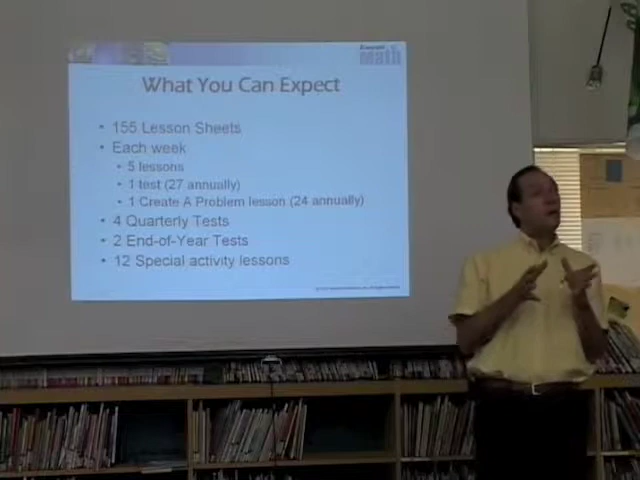 math
What You Can Expect
• 155 Lesson Sheets
• Each week
• 5 lessons
• 1 test (27 annually)
• 1 Create A Problem lesson (24 annually)
• 4 Quarterly Tests
• 2 End-of-Year Tests
• 12 Special activity lessons